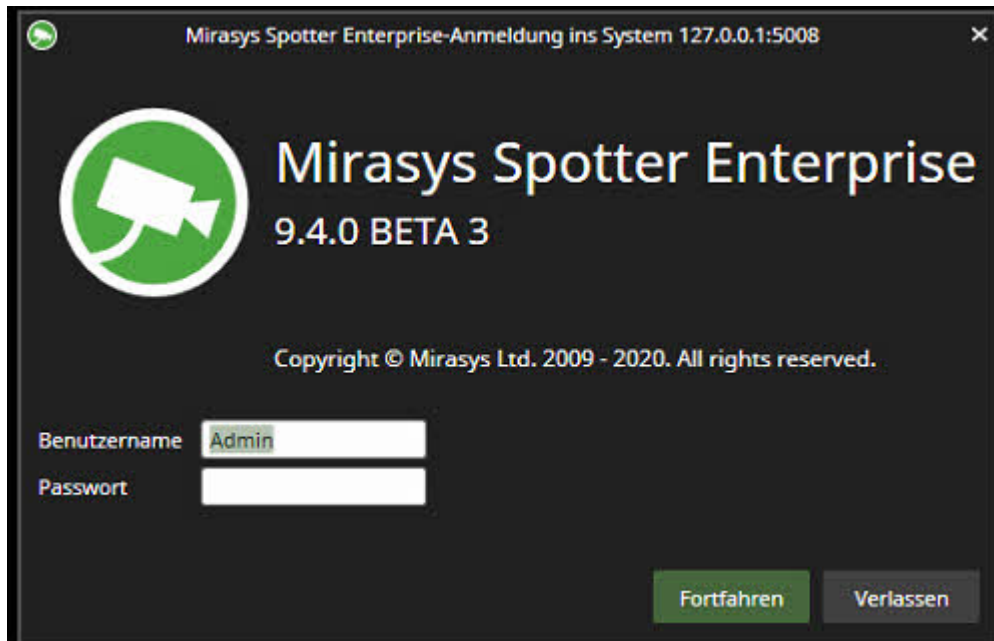 Mirasys Spotter Enterprise-Anmeldung ins System 127.0.0.1:5008
Mirasys Spotter Enterprise
9.4.0 BETA 3
Copyright © Mirasys Ltd. 2009 - 2020. All rights reserved.
Benutzername Admin
Passwort
Fortfahren Verlassen